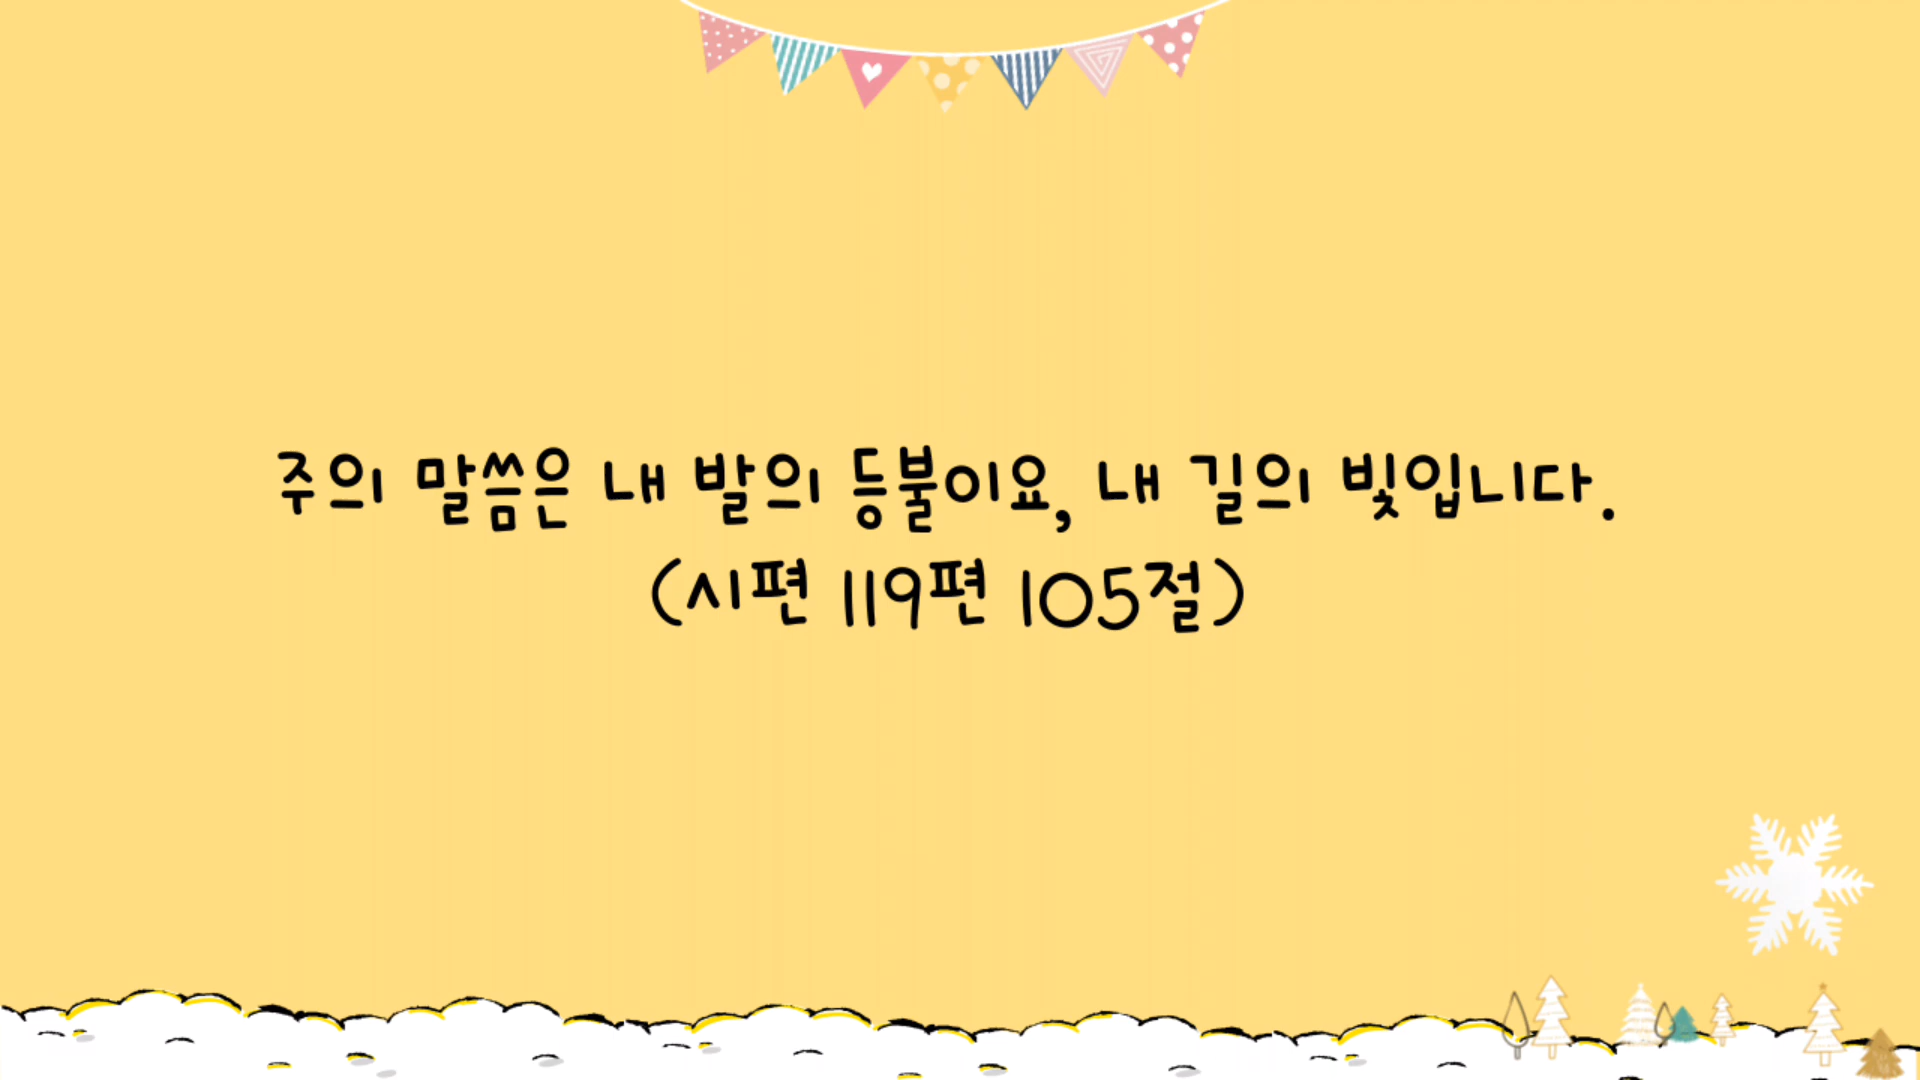 주의 말씀은 내 발의 등불이요, 내 길의 빛입니다.
(시편 119편 105절)